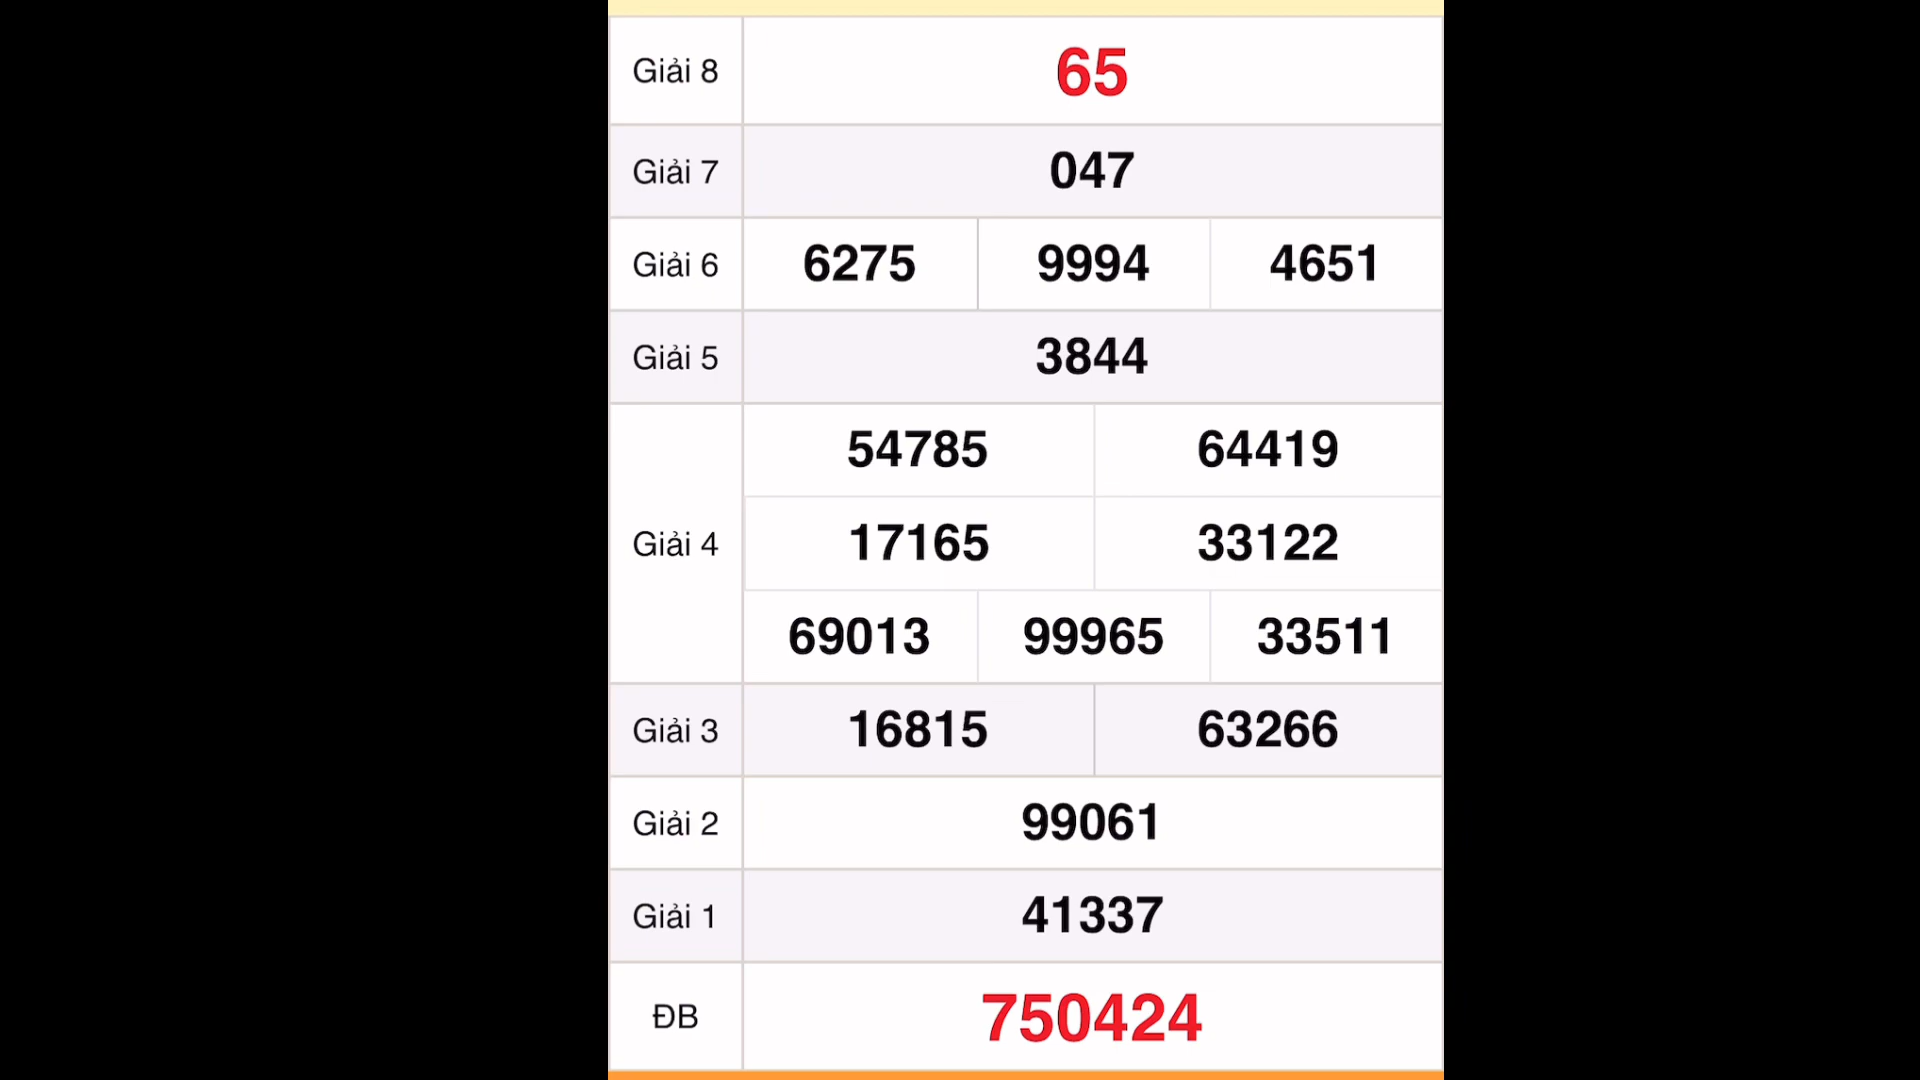 Giải 8 65
Giải 7 047
Giải 6 6275 9994 4651
Giải 5 3844
54785 64419
Giải 4 17165 33122
69013 99965 33511
Giải 3 16815 63266
Giải 2 99061
Giải 1 41337
ĐB 750424